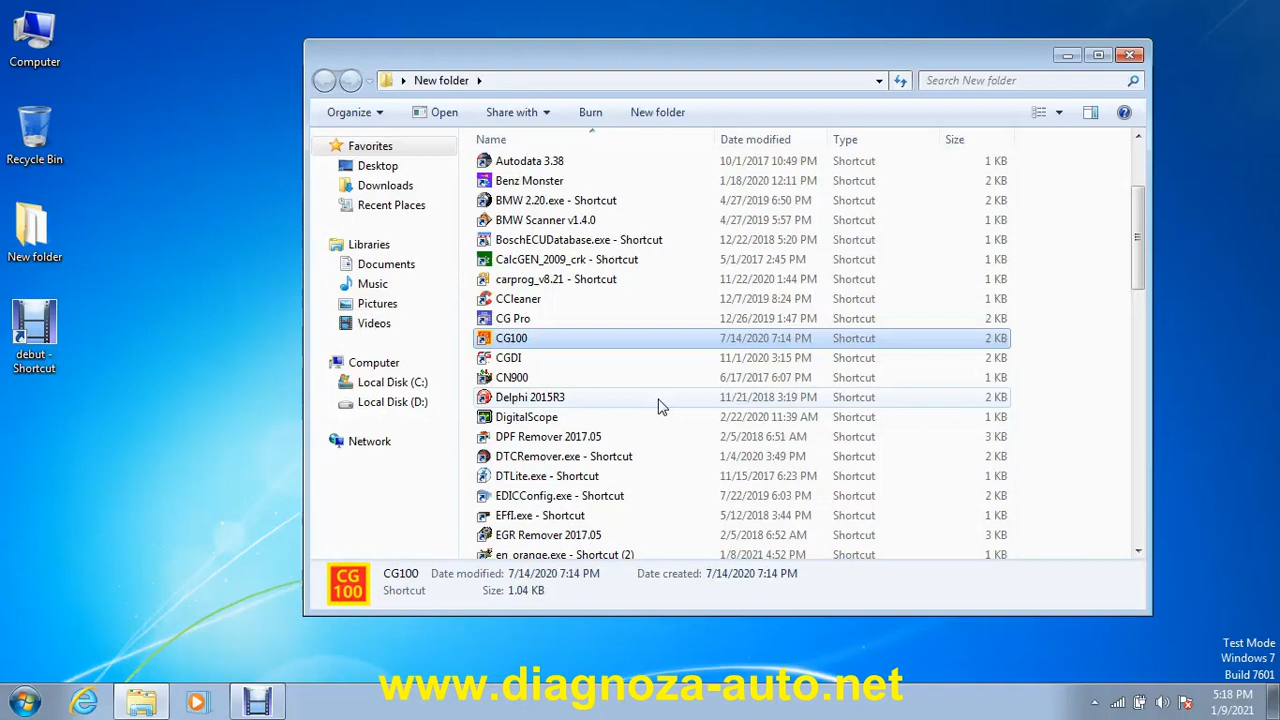 Computer
Recycle Bin
New folder
debut -
Shortcut
New folder
Search New folder
Organize
Open
Share with
Burn
New folder
Favorites
Desktop
Downloads
Recent Places
Libraries
Documents
Music
Pictures
Videos
Computer
Local Disk (C:)
Local Disk (D:)
Network
Name Date modified Type Size
Autodata 3.38 10/1/2017 10:49 PM Shortcut 1 KB
Benz Monster 1/18/2020 12:11 PM Shortcut 2 KB
BMW 2.20.exe - Shortcut 4/27/2019 6:50 PM Shortcut 2 KB
BMW Scanner v1.4.0 4/27/2019 5:57 PM Shortcut 1 KB
BoschECUDatabase.exe - Shortcut 12/22/2018 5:20 PM Shortcut 1 KB
CalcGEN_2009_crk - Shortcut 5/1/2017 2:45 PM Shortcut 1 KB
carprog_v8.21 - Shortcut 11/22/2020 1:44 PM Shortcut 2 KB
CCleaner 12/7/2019 8:24 PM Shortcut 1 KB
CG Pro 12/26/2019 1:47 PM Shortcut 2 KB
CG100 7/14/2020 7:14 PM Shortcut 2 KB
CGDI 11/1/2020 3:15 PM Shortcut 2 KB
CN900 6/17/2017 6:07 PM Shortcut 1 KB
Delphi 2015R3 11/21/2018 3:19 PM Shortcut 2 KB
DigitalScope 2/22/2020 11:39 AM Shortcut 1 KB
DPF Remover 2017.05 2/5/2018 6:51 AM Shortcut 3 KB
DTCRemover.exe - Shortcut 1/4/2020 3:49 PM Shortcut 2 KB
DTLite.exe - Shortcut 11/15/2017 6:23 PM Shortcut 1 KB
EDICConfig.exe - Shortcut 7/22/2019 6:03 PM Shortcut 2 KB
EFfI.exe - Shortcut 5/12/2018 3:44 PM Shortcut 1 KB
EGR Remover 2017.05 2/5/2018 6:52 AM Shortcut 3 KB
en_orange.exe - Shortcut (2) 1/8/2021 4:52 PM Shortcut 1 KB
CG
100
CG100 Date modified: 7/14/2020 7:14 PM Date created: 7/14/2020 7:14 PM
Shortcut Size: 1.04 KB
Test Mode
Windows 7
Build 7601
www.diagnoza-auto.net
5:18 PM
1/9/2021